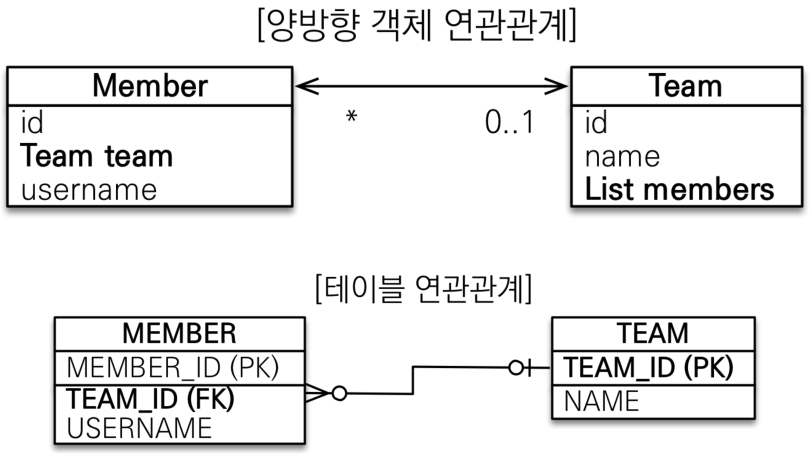 [양방향 객체 연관관계]
Member
id
Team team
username
* 0..1
Team
id
name
List members
[테이블 연관관계]
MEMBER
MEMBER_ID (PK)
TEAM_ID (FK)
USERNAME
TEAM
TEAM_ID (PK)
NAME